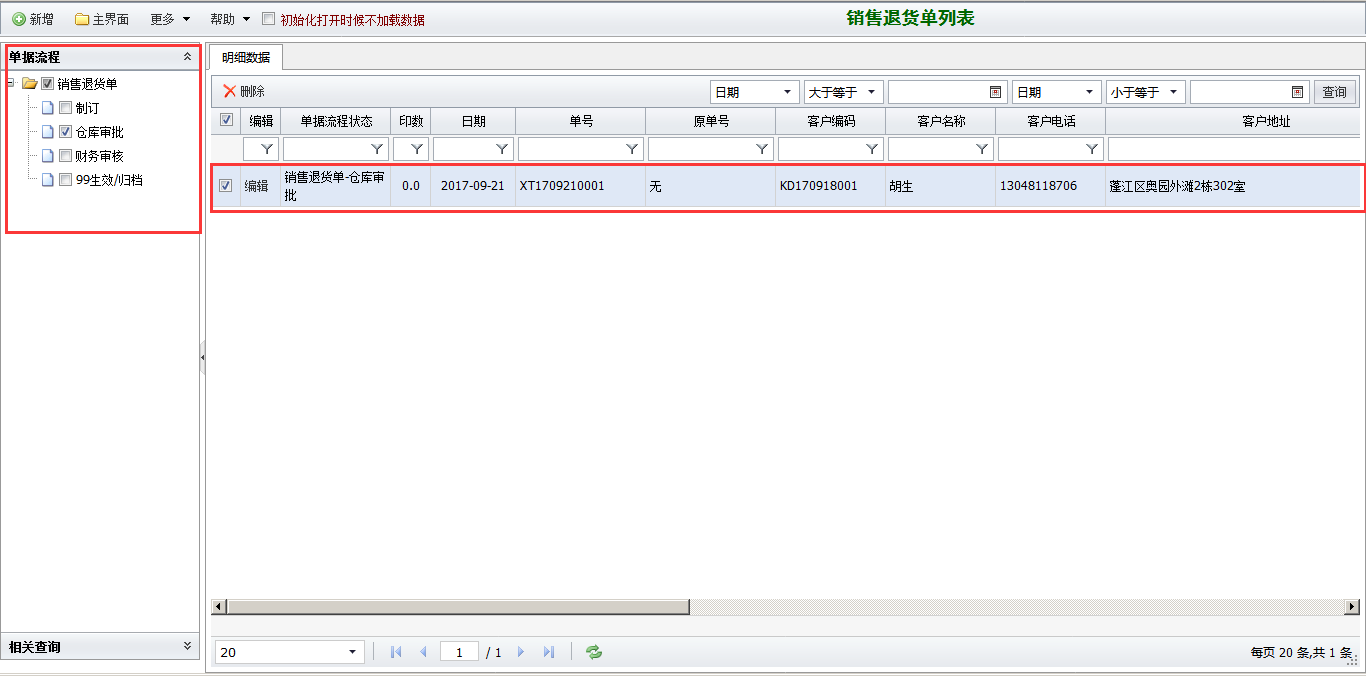 新增 主界面 更多 帮助 初始化打开时候不加载数据 销售退货单列表
单据流程
销售退货单
制订
仓库审批
财务审核
99生效/归档
相关查询
明细数据
删除 日期 大于等于 日期 小于等于 查询
编辑 单据流程状态 印数 日期 单号 原单号 客户编码 客户名称 客户电话 客户地址
编辑 销售退货单-仓库审批 0.0 2017-09-21 XT1709210001 无 KD170918001 胡生 13048118706 蓬江区奥园外滩2栋302室
20 1 / 1 每页 20 条,共 1 条